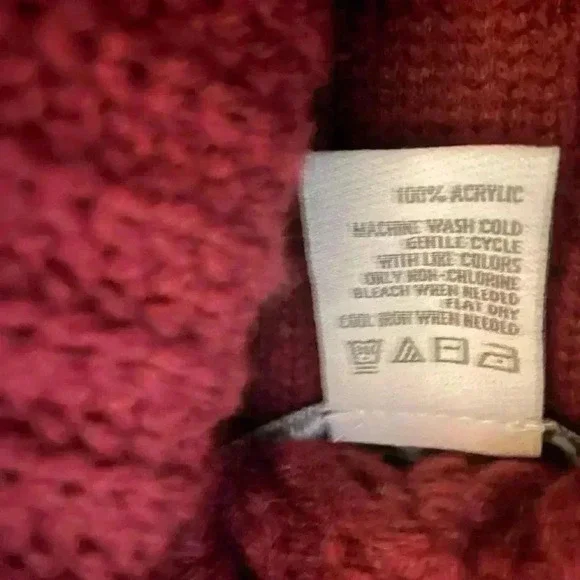 100% ACRYLIC
MACHINE WASH COLD
GENTLE CYCLE
WITH LIKE COLORS
ONLY NON-CHLORINE
BLEACH WHEN NEEDED
FLAT DRY
COOL IRON WHEN NEEDED